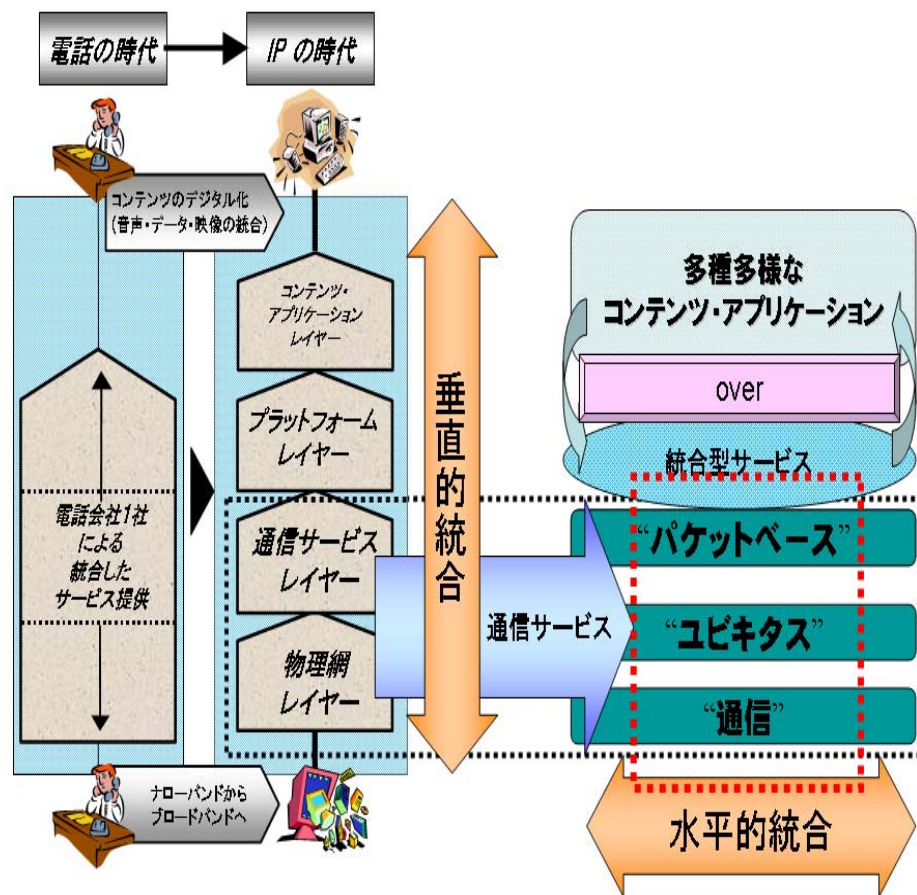 電話の時代
IP の時代
コンテンツのデジタル化
(音声・データ・映像の統合)
コンテンツ・
アプリケーション
レイヤー
プラットフォーム
レイヤー
通信サービス
レイヤー
物理網
レイヤー
電話会社1社
による
統合した
サービス提供
ナローバンドから
ブロードバンドへ
垂直的統合
通信サービス
多種多様な
コンテンツ・アプリケーション
over
統合型サービス
“パケットベース”
“ユビキタス”
“通信”
水平的統合